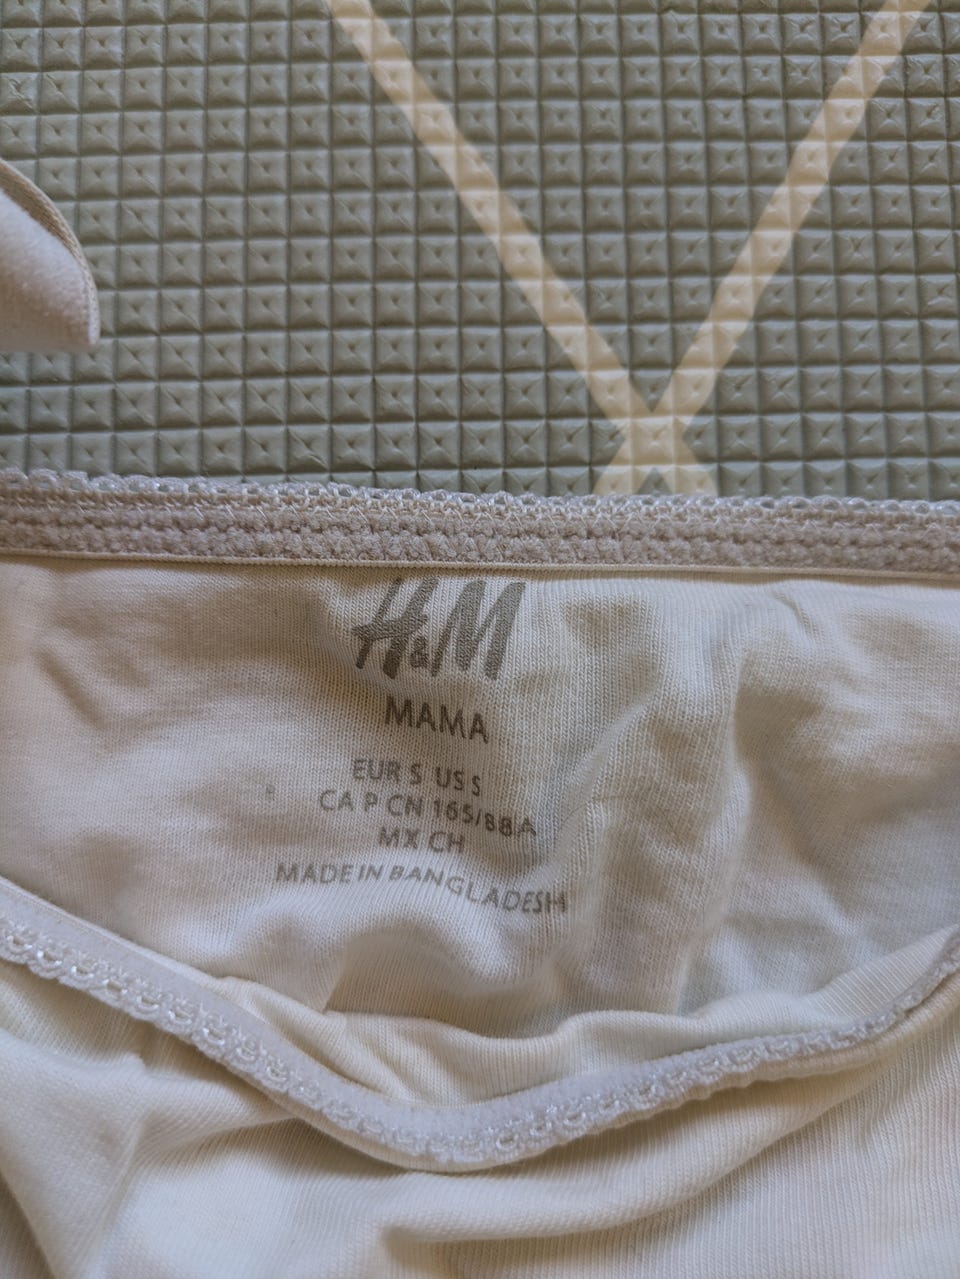 H&M
MAMA
EUR S US S
CA P CN 165/88A
MX CH
MADE IN BANGLADESH